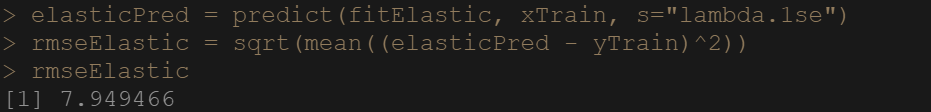 > elasticPred = predict(fitElastic, xTrain, s="lambda.1se")
> rmseElastic = sqrt(mean((elasticPred - yTrain)^2))
> rmseElastic
[1] 7.949466